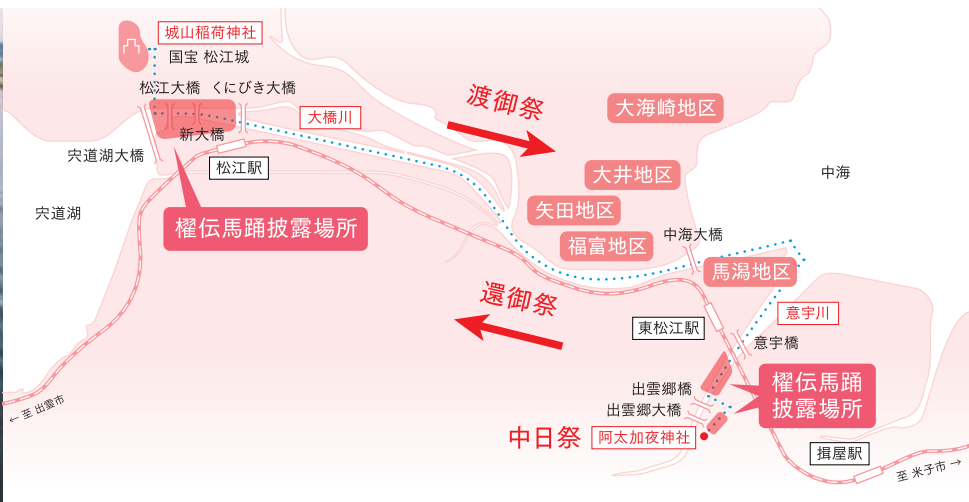 城山稲荷神社
国宝 松江城
松江大橋
くにびき大橋
渡御祭
大海崎地区
大橋川
新大橋
宍道湖大橋
松江駅
大井地区
中海
矢田地区
宍道湖
櫂伝馬踊披露場所
中海大橋
福富地区
馬潟地区
還御祭
意宇川
東松江駅
意宇橋
出雲郷橋
櫂伝馬踊
披露場所
← 至 出雲市
出雲郷大橋
中日祭
阿太加夜神社
揖屋駅
至 米子市 →